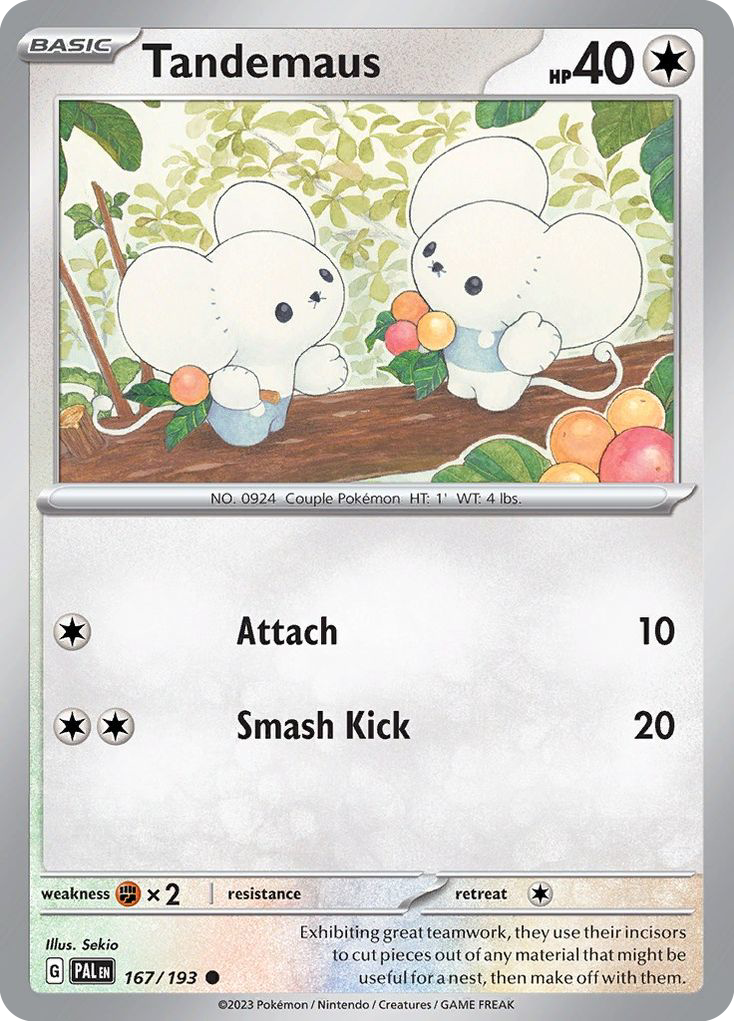 BASIC
Tandemaus
HP40
NO. 0924 Couple Pokémon HT: 1' WT: 4 lbs.
Attach 10
Smash Kick 20
weakness ×2 resistance retreat
Illus. Sekio
Exhibiting great teamwork, they use their incisors
to cut pieces out of any material that might be
useful for a nest, then make off with them.
G PAL EN 167/193
©2023 Pokémon / Nintendo / Creatures / GAME FREAK